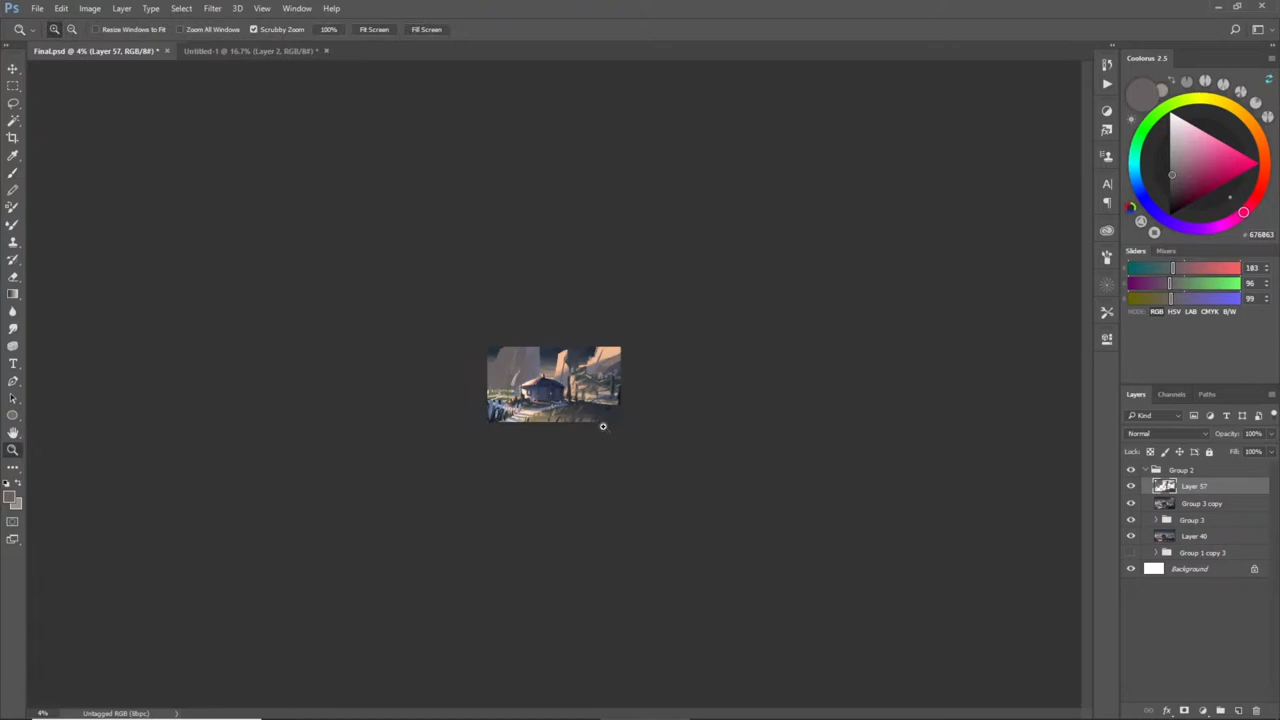 Ps File Edit Image Layer Type Select Filter 3D View Window Help
Resize Windows to Fit Zoom All Windows Scrubby Zoom 100% Fit Screen Fill Screen
Final.psd @ 4% (Layer 57, RGB/8#) * × Untitled-1 @ 16.7% (Layer 2, RGB/8#) * ×
Coolorus 2.5
# 676063
Sliders Mixers
103
96
99
MODE: RGB HSV LAB CMYK B/W
Layers Channels Paths
Kind
Normal Opacity: 100%
Lock: Fill: 100%
Group 2
Layer 57
Group 3 copy
Group 3
Layer 40
Group 1 copy 3
Background
4% Untagged RGB (8bpc)